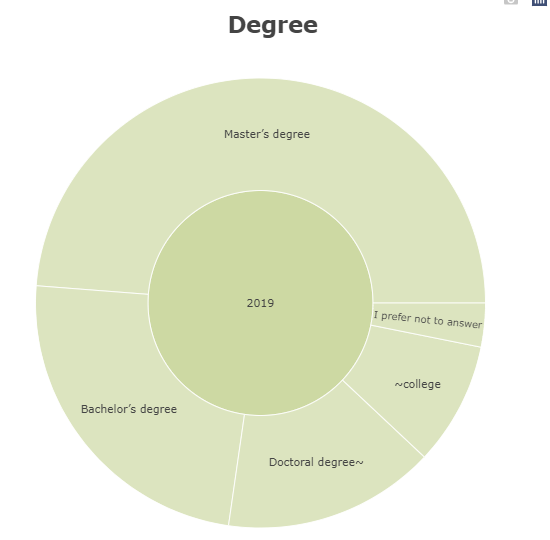 Degree
Master’s degree
2019
I prefer not to answer
~college
Bachelor’s degree
Doctoral degree~